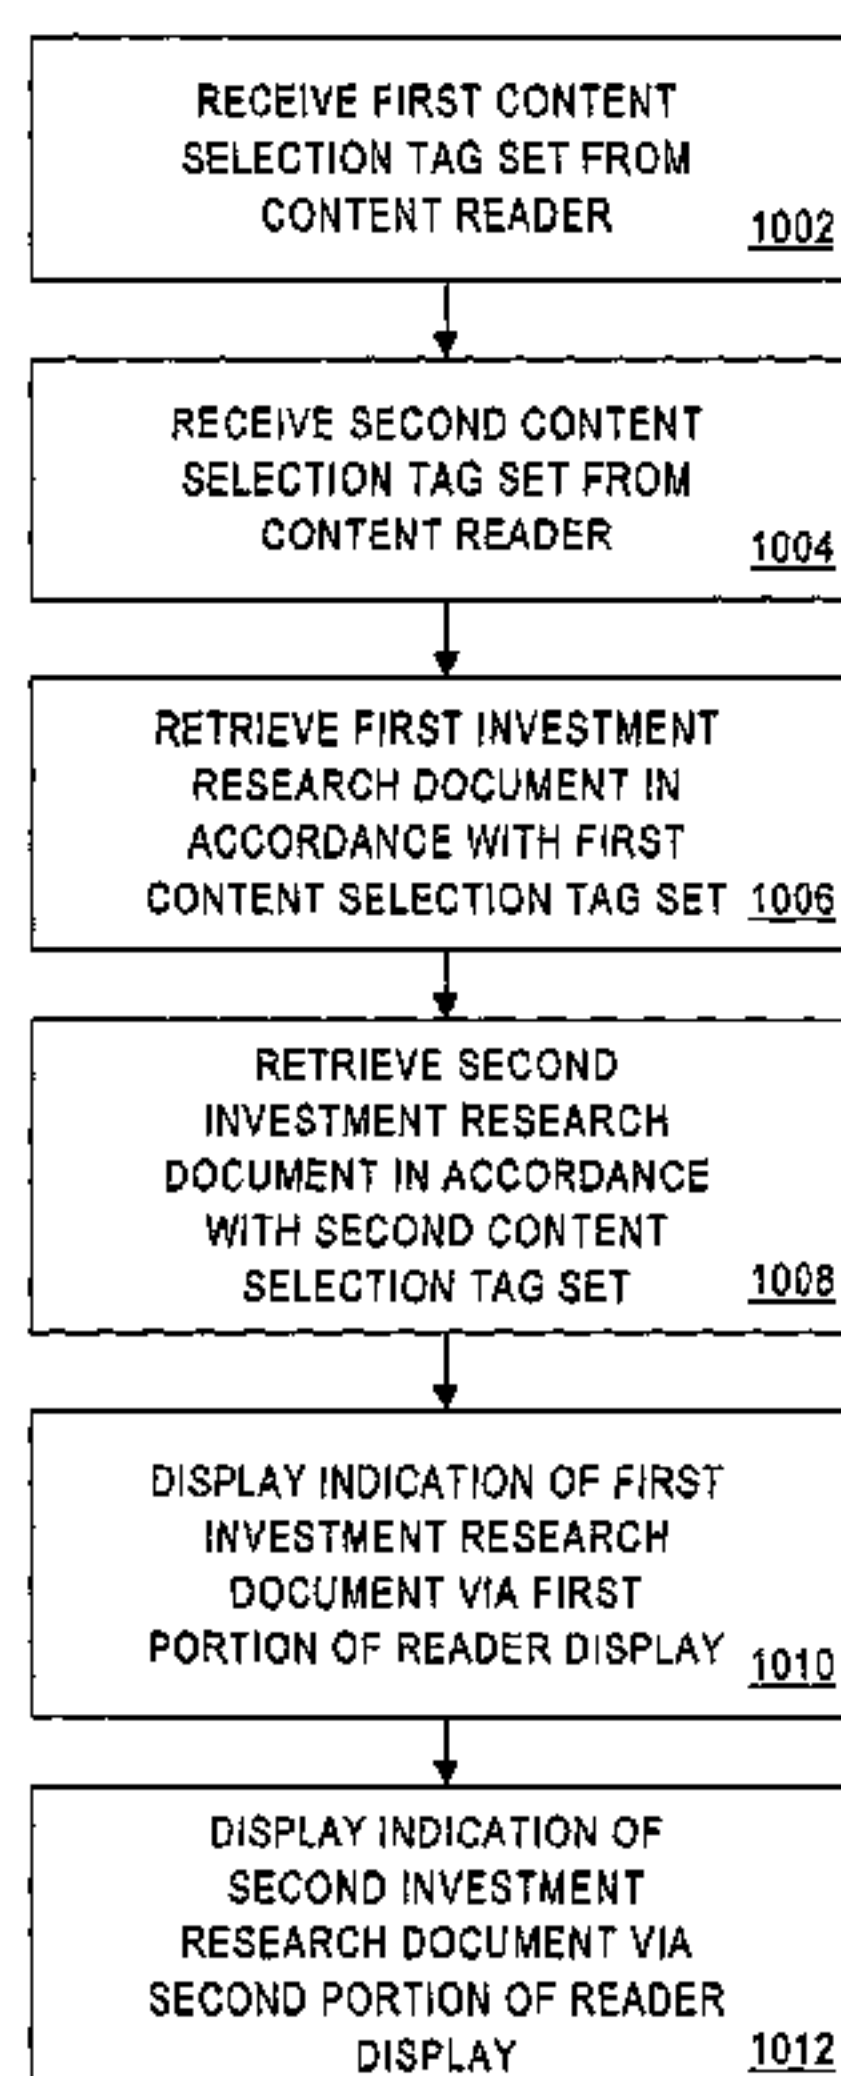 RECEIVE FIRST CONTENT
SELECTION TAG SET FROM
CONTENT READER
1002
RECEIVE SECOND CONTENT
SELECTION TAG SET FROM
CONTENT READER
1004
RETRIEVE FIRST INVESTMENT
RESEARCH DOCUMENT IN
ACCORDANCE WITH FIRST
CONTENT SELECTION TAG SET 1006
RETRIEVE SECOND
INVESTMENT RESEARCH
DOCUMENT IN ACCORDANCE
WITH SECOND CONTENT
SELECTION TAG SET 1008
DISPLAY INDICATION OF FIRST
INVESTMENT RESEARCH
DOCUMENT VIA FIRST
PORTION OF READER DISPLAY 1010
DISPLAY INDICATION OF
SECOND INVESTMENT
RESEARCH DOCUMENT VIA
SECOND PORTION OF READER
DISPLAY 1012